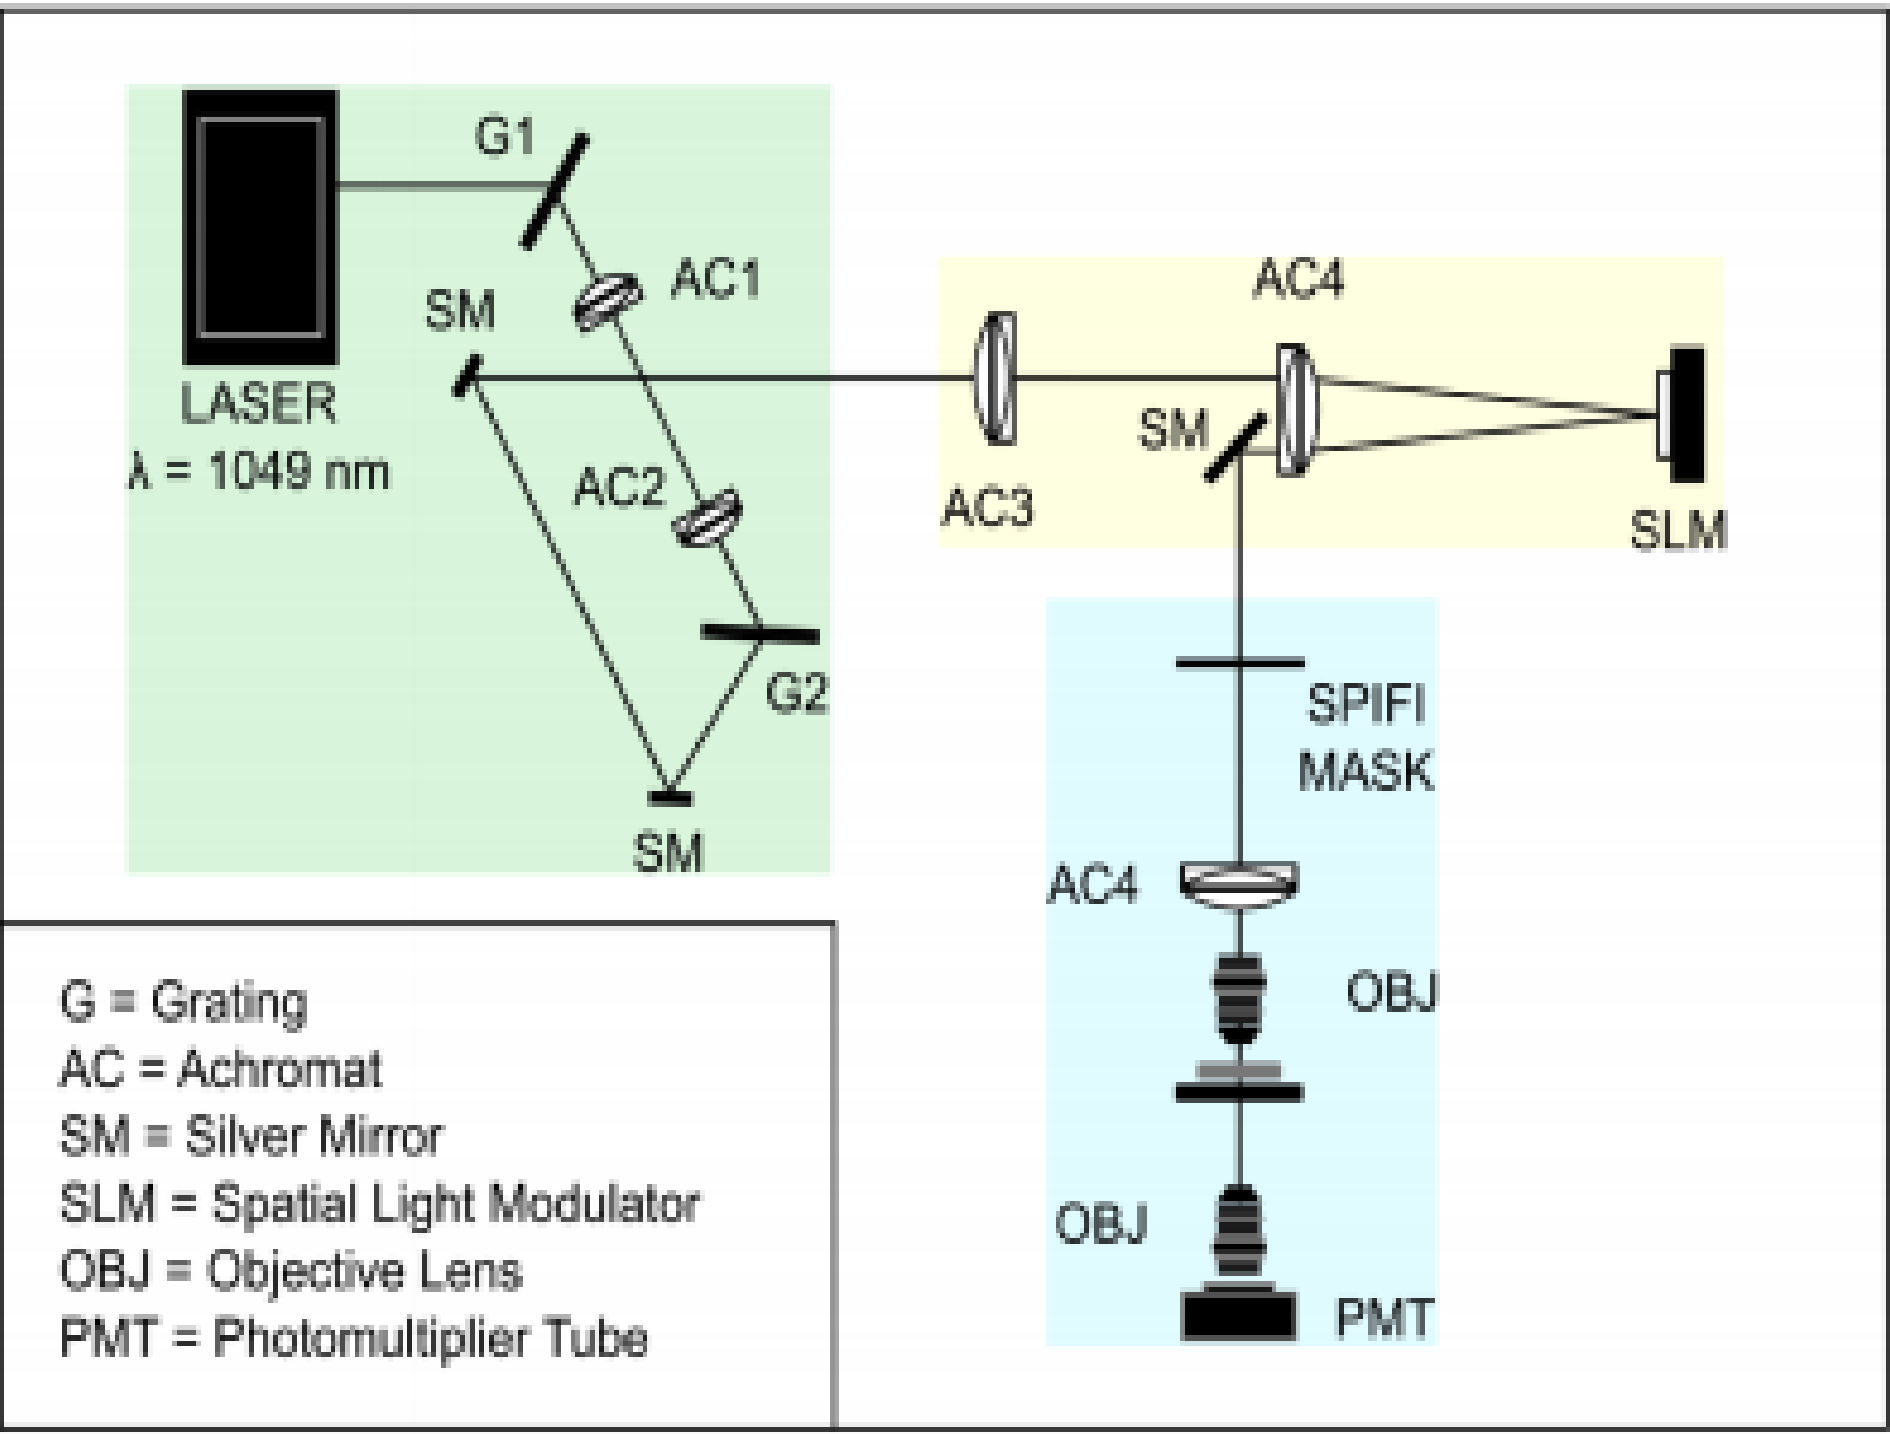 G1
AC1
SM
LASER
λ = 1049 nm
AC2
G2
SM
AC4
SM
AC3
SLM
SPIFI
MASK
AC4
OBJ
OBJ
PMT
G = Grating
AC = Achromat
SM = Silver Mirror
SLM = Spatial Light Modulator
OBJ = Objective Lens
PMT = Photomultiplier Tube